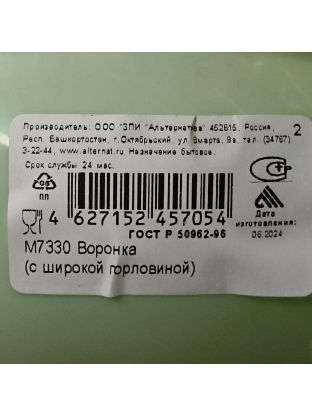 Производитель: ООО "ЗПИ "Альтернатива" 452615, Россия, 2
Респ. Башкортостан, г.Октябрьский, ул. 8марта, 9а, тел. (34767)
3-22-44, www.alternat.ru Назначение бытовое.
Срок службы 24 мес.
05
ПП
4 627152 457054
ГОСТ Р 50962-96
Дата
изготовления:
06.2024
М7330 Воронка
(с широкой горловиной)